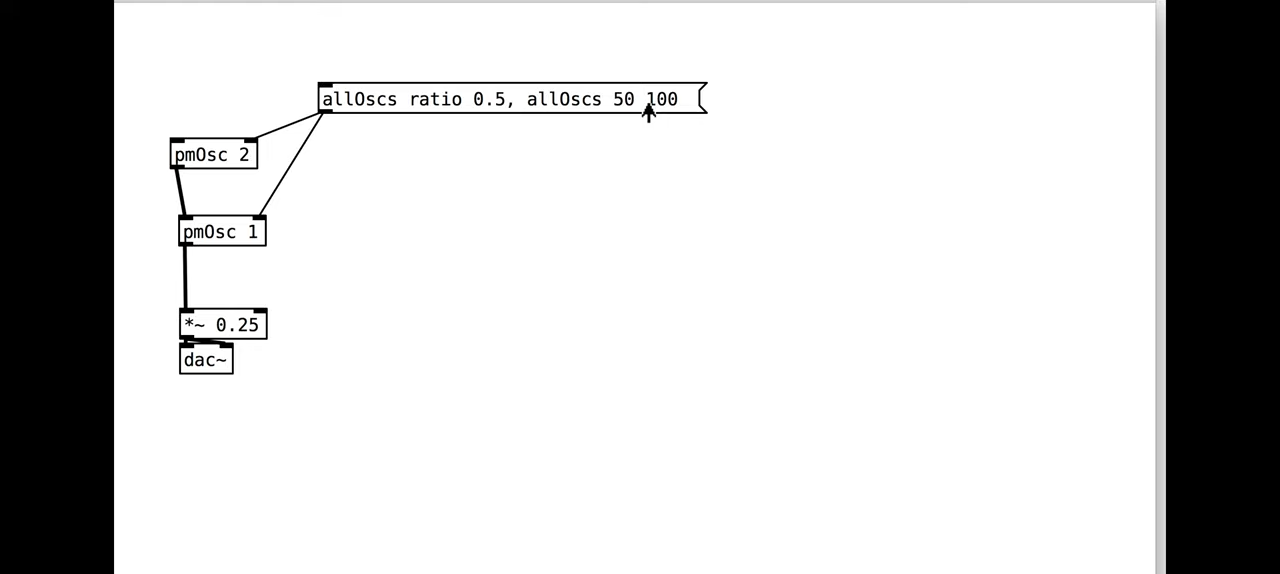 allOscs ratio 0.5, allOscs 50 100
pmOsc 2
pmOsc 1
*~ 0.25
dac~